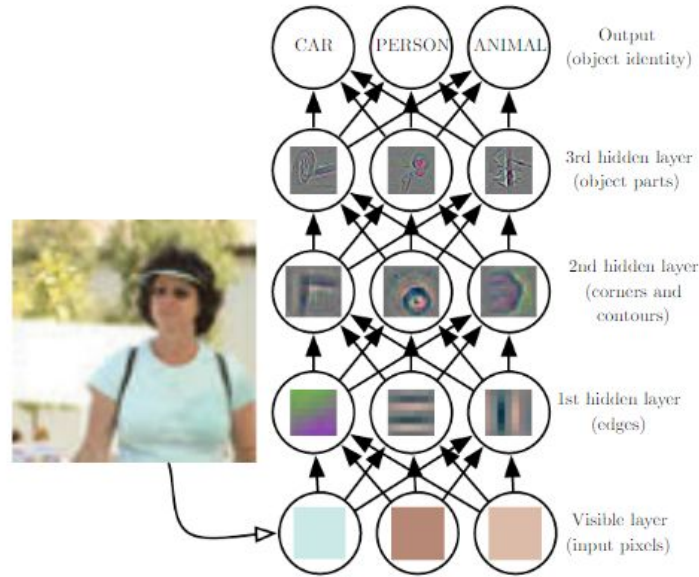 CAR PERSON ANIMAL
Output
(object identity)
3rd hidden layer
(object parts)
2nd hidden layer
(corners and
contours)
1st hidden layer
(edges)
Visible layer
(input pixels)